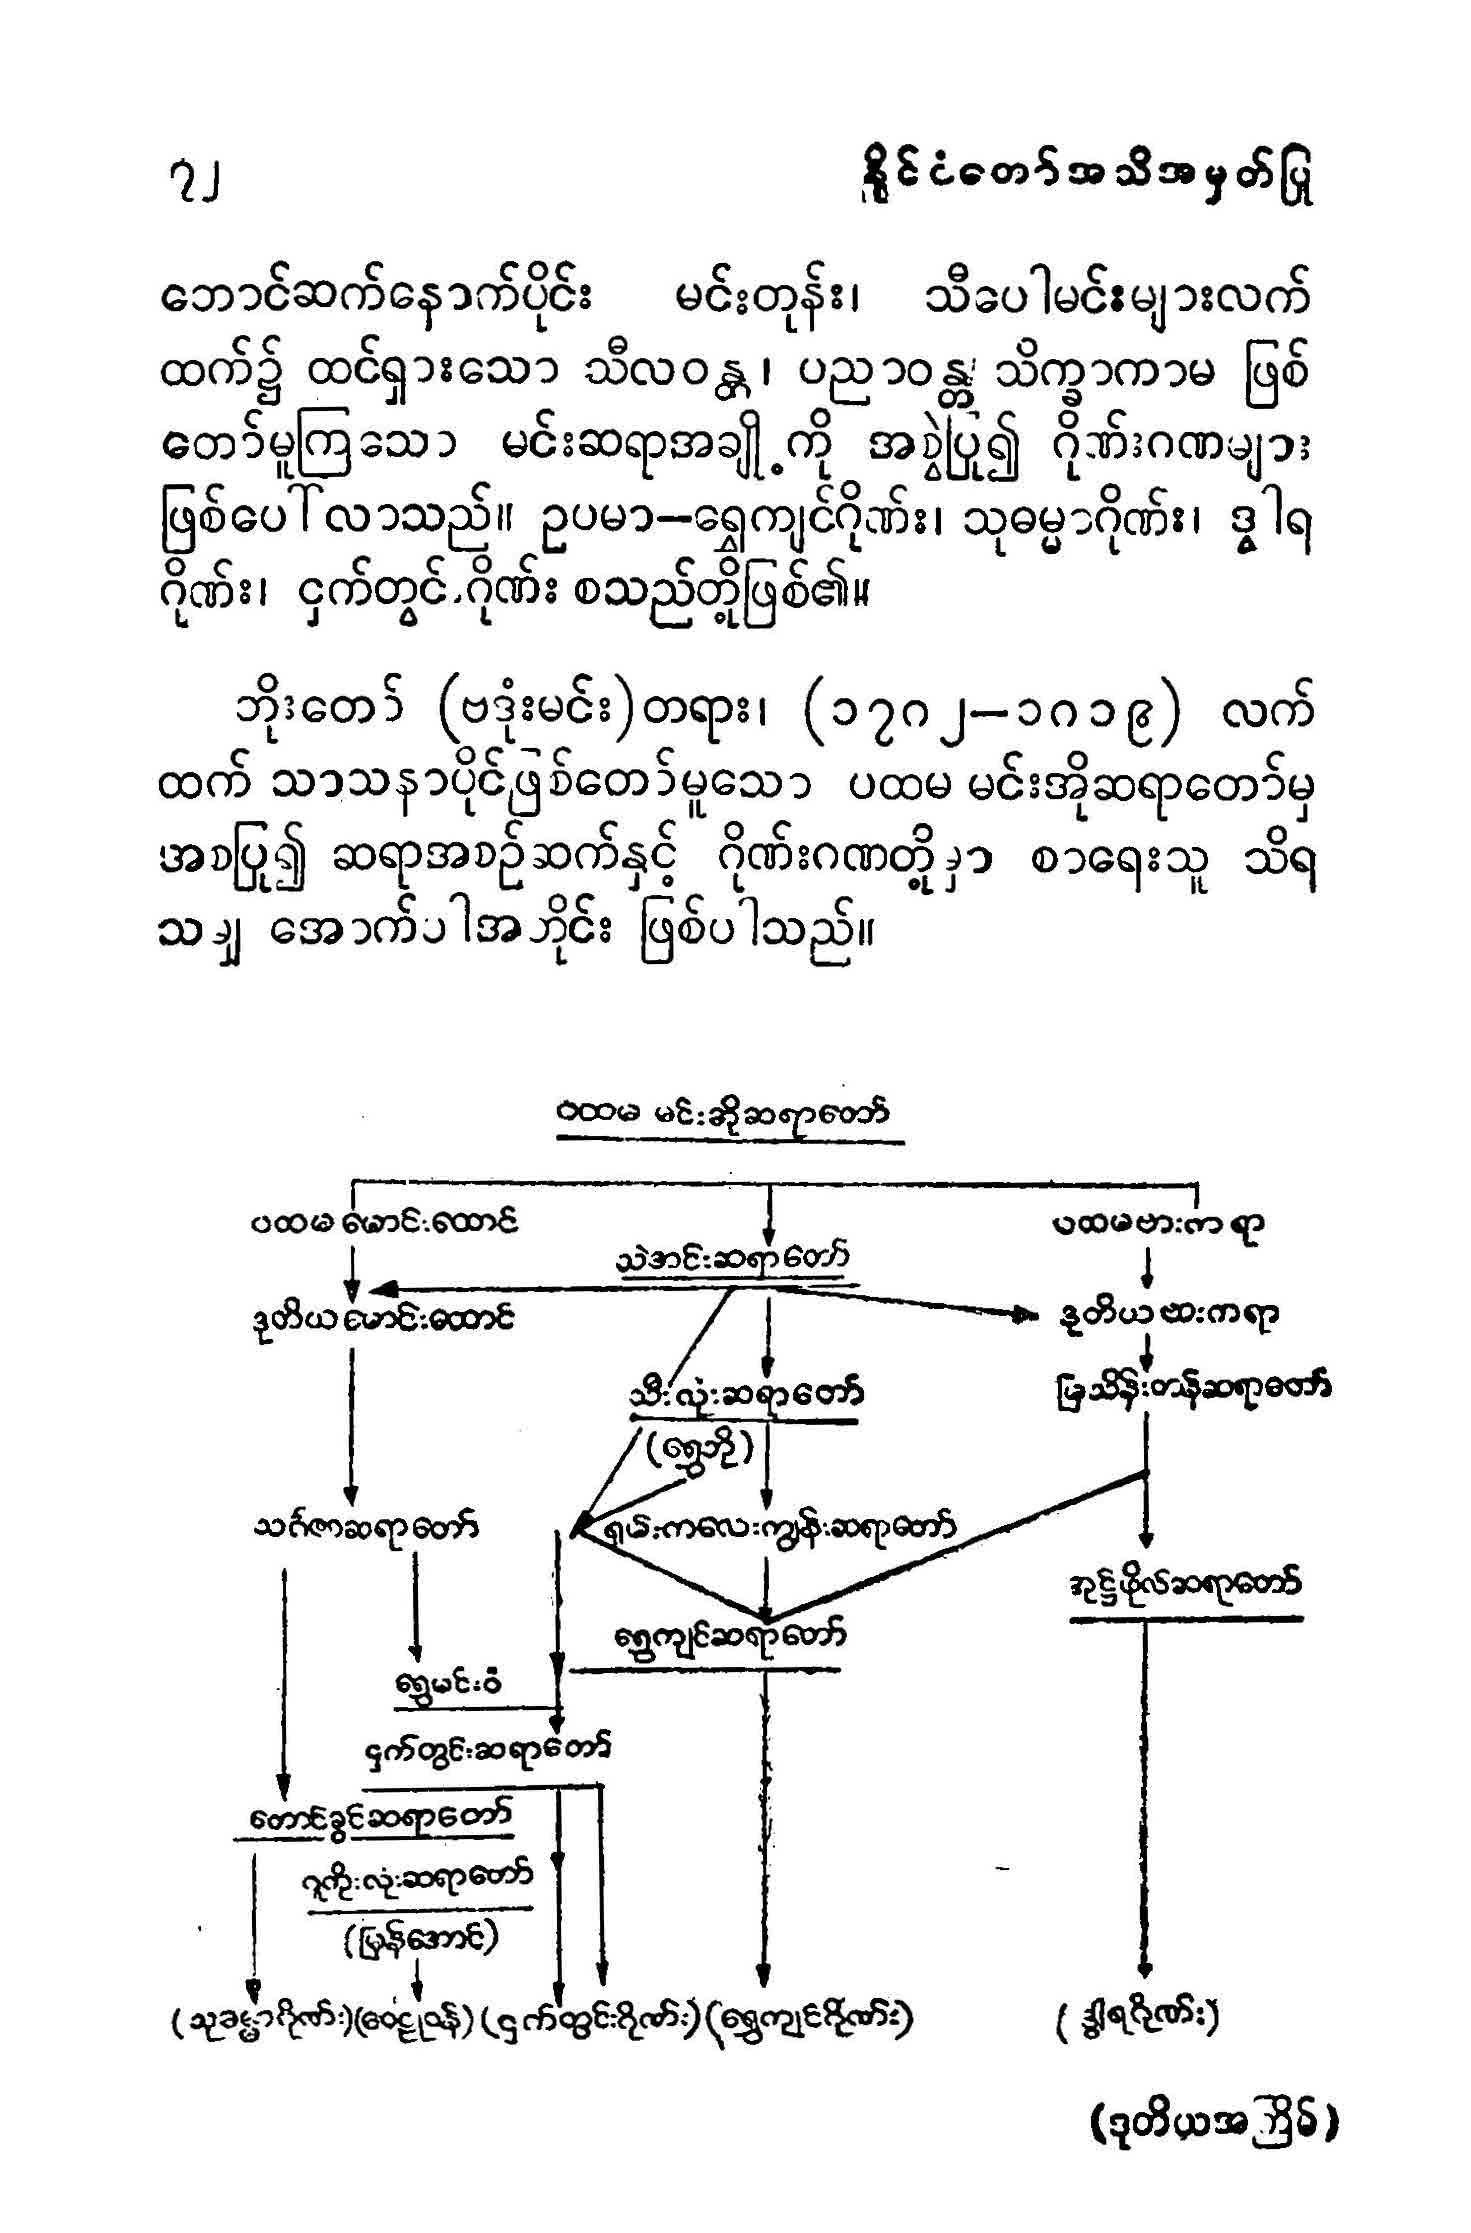 ၇၂ နိုင်ငံတော်အသိအမှတ်ပြု
ဘောင်ဆက်နောက်ပိုင်း မင်းတုန်း၊ သီပေါမင်းများလက်
ထက်၌ ထင်ရှားသော သီလဝန္တ၊ ပညာဝန္တ၊ သိက္ခာကာမ ဖြစ်
တော်မူကြသော မင်းဆရာအချို့ကို အစွဲပြု၍ ဂိုဏ်းဂဏများ
ဖြစ်ပေါ်လာသည်။ ဥပမာ−ရွှေကျင်ဂိုဏ်း၊ သုဓမ္မာဂိုဏ်း၊ ဒွါရ
ဂိုဏ်း၊ ငှက်တွင်းဂိုဏ်း စသည်တို့ဖြစ်၏။
ဘိုးတော် (ဗဒုံးမင်း)တရား၊ (၁၇၈၂−၁၈၁၉) လက်
ထက် သာသနာပိုင်ဖြစ်တော်မူသော ပထမ မင်းအိုဆရာတော်မှ
အစပြု၍ ဆရာအစဉ်ဆက်နှင့် ဂိုဏ်းဂဏတို့မှာ စာရေးသူ သိရ
သမျှ အောက်ပါအတိုင်း ဖြစ်ပါသည်။
ပထမ မင်းအိုဆရာတော်
ပထမမောင်းထောင်
ပထမဗားကရာ
သဲအင်းဆရာတော်
ဒုတိယမောင်းထောင်
ဒုတိယဗားကရာ
သီးလုံးဆရာတော်
မြသိန်းတန်ဆရာတော်
(ရွှေဘို)
သင်္ဂဇာဆရာတော်
ရှမ်းကလေးကျွန်းဆရာတော်
အုဋ်ဖိုလ်ဆရာတော်
ရွှေကျင်ဆရာတော်
ရွှေမင်းဝံ
ငှက်တွင်းဆရာတော်
တောင်ခွင်ဆရာတော်
ဂူကိုးလုံးဆရာတော်
(မြန်အောင်)
(သုဓမ္မာဂိုဏ်း) (ဝေဠုဝန်) (ငှက်တွင်းဂိုဏ်း) (ရွှေကျင်ဂိုဏ်း) (ဒွါရဂိုဏ်း)
(ဒုတိယအကြိမ်)